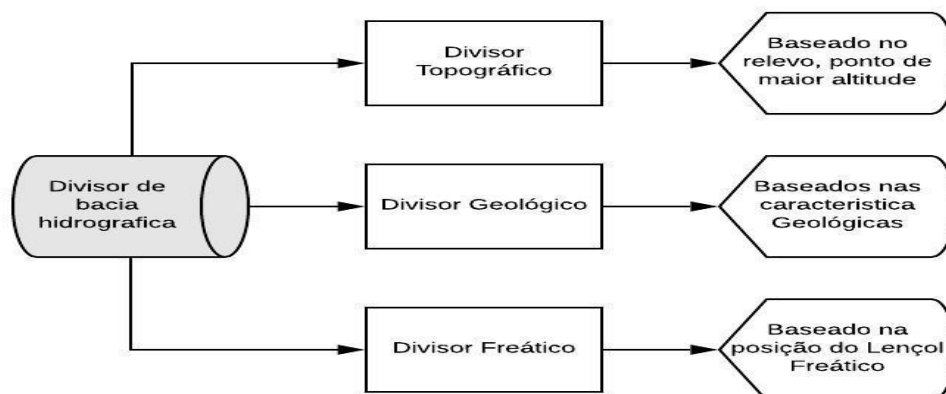 Divisor de
bacia
hidrografica
Divisor
Topográfico
Baseado no
relevo, ponto de
maior altitude
Divisor Geológico
Baseados nas
caracteristica
Geológicas
Divisor Freático
Baseado na
posição do Lençol
Freático